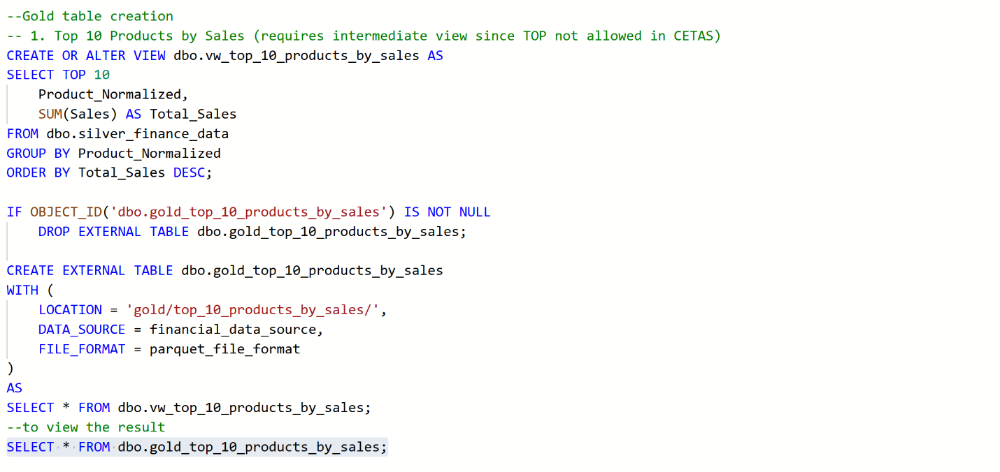 --Gold table creation
-- 1. Top 10 Products by Sales (requires intermediate view since TOP not allowed in CETAS)
CREATE OR ALTER VIEW dbo.vw_top_10_products_by_sales AS
SELECT TOP 10
    Product_Normalized,
    SUM(Sales) AS Total_Sales
FROM dbo.silver_finance_data
GROUP BY Product_Normalized
ORDER BY Total_Sales DESC;

IF OBJECT_ID('dbo.gold_top_10_products_by_sales') IS NOT NULL
    DROP EXTERNAL TABLE dbo.gold_top_10_products_by_sales;

CREATE EXTERNAL TABLE dbo.gold_top_10_products_by_sales
WITH (
    LOCATION = 'gold/top_10_products_by_sales/',
    DATA_SOURCE = financial_data_source,
    FILE_FORMAT = parquet_file_format
)
AS
SELECT * FROM dbo.vw_top_10_products_by_sales;
--to view the result
SELECT * FROM dbo.gold_top_10_products_by_sales;